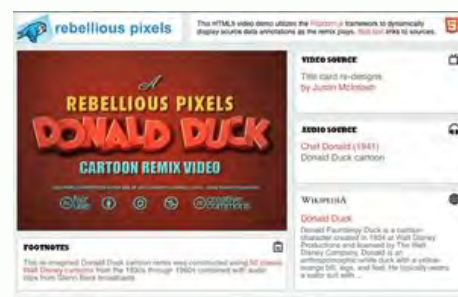 rebellious pixels
This HTML5 video demo utilizes the Popcorn.js framework to dynamically
display source data annotations as the remix plays. Red text links to sources.
A
REBELLIOUS PIXELS
DONALD DUCK
CARTOON REMIX VIDEO
fair use
creative commons
VIDEO SOURCE
Title card re-designs
by Justin McIntosh
AUDIO SOURCE
Chef Donald (1941)
Donald Duck cartoon
WIKIPEDIA
Donald Duck
Donald Fauntleroy Duck is a cartoon
character created in 1934 at Walt Disney
Productions and licensed by The Walt
Disney Company. Donald is an
anthropomorphic white duck with a yellow-
orange bill, legs, and feet. He typically wears
a sailor suit with ...
FOOTNOTES
This re-imagined Donald Duck cartoon remix was constructed using 50 classic
Walt Disney cartoons from the 1930s through 1960s combined with audio
clips from Glenn Beck broadcasts